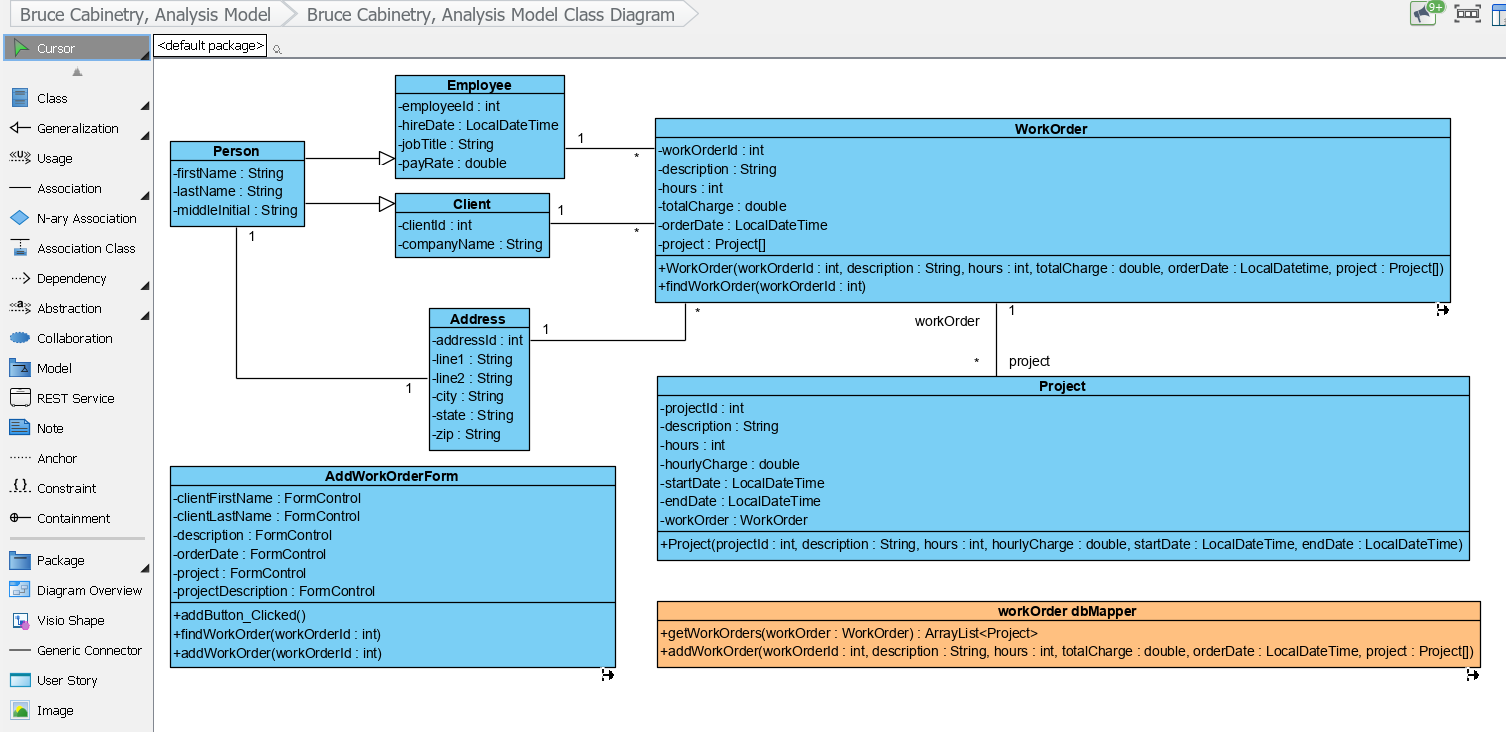 Bruce Cabinetry, Analysis Model
Bruce Cabinetry, Analysis Model Class Diagram
9+
Cursor
<default package>
Class
Generalization
«U»
Usage
Association
N-ary Association
Association Class
Dependency
«a»
Abstraction
Collaboration
Model
REST Service
Note
Anchor
{ }
Constraint
Containment
Package
Diagram Overview
Visio Shape
Generic Connector
User Story
Image
Person
-firstName : String
-lastName : String
-middleInitial : String
1
1
Employee
-employeeId : int
-hireDate : LocalDateTime
-jobTitle : String
-payRate : double
1
*
Client
-clientId : int
-companyName : String
1
*
Address
-addressId : int
-line1 : String
-line2 : String
-city : String
-state : String
-zip : String
1
*
WorkOrder
-workOrderId : int
-description : String
-hours : int
-totalCharge : double
-orderDate : LocalDateTime
-project : Project[]
+WorkOrder(workOrderId : int, description : String, hours : int, totalCharge : double, orderDate : LocalDatetime, project : Project[])
+findWorkOrder(workOrderId : int)
workOrder
1
*
project
Project
-projectId : int
-description : String
-hours : int
-hourlyCharge : double
-startDate : LocalDateTime
-endDate : LocalDateTime
-workOrder : WorkOrder
+Project(projectId : int, description : String, hours : int, hourlyCharge : double, startDate : LocalDateTime, endDate : LocalDateTime)
AddWorkOrderForm
-clientFirstName : FormControl
-clientLastName : FormControl
-description : FormControl
-orderDate : FormControl
-project : FormControl
-projectDescription : FormControl
+addButton_Clicked()
+findWorkOrder(workOrderId : int)
+addWorkOrder(workOrderId : int)
workOrder dbMapper
+getWorkOrders(workOrder : WorkOrder) : ArrayList<Project>
+addWorkOrder(workOrderId : int, description : String, hours : int, totalCharge : double, orderDate : LocalDateTime, project : Project[])